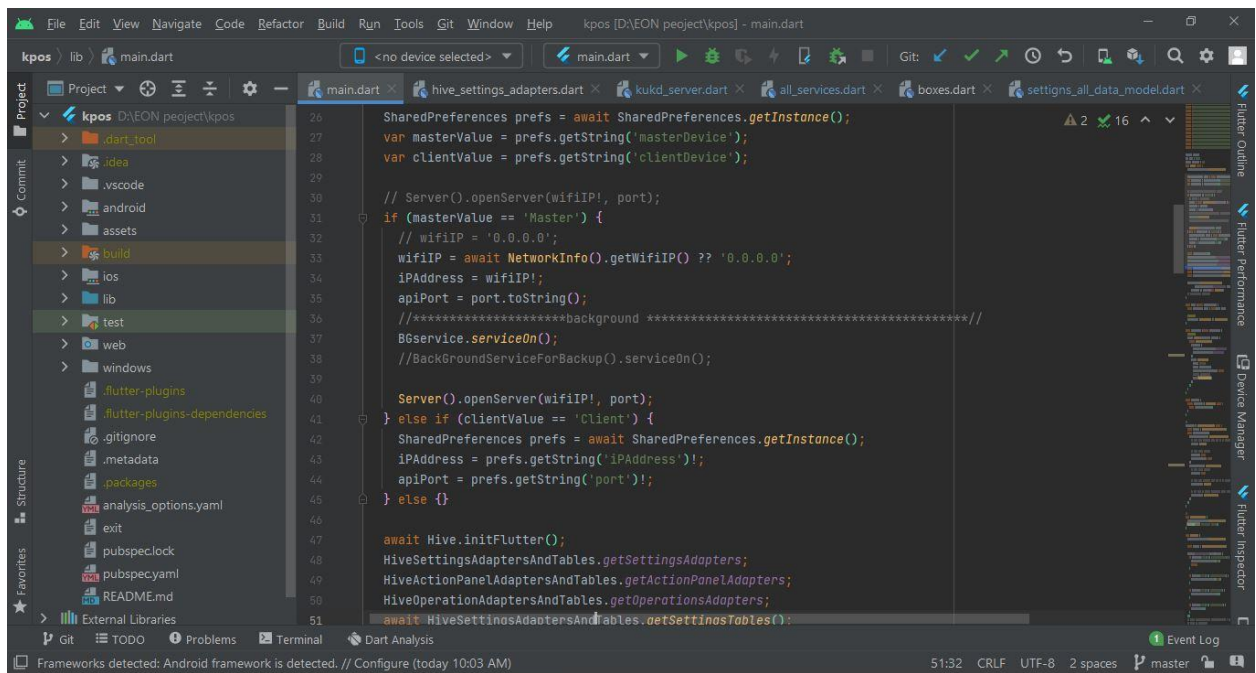 File Edit View Navigate Code Refactor Build Run Tools Git Window Help kpos [D:\EON peoject\kpos] - main.dart
kpos lib main.dart <no device selected> main.dart Git:
Project main.dart hive_settings_adapters.dart kukd_server.dart all_services.dart boxes.dart settigns_all_data_model.dart
Project
Commit
Structure
Favorites
kpos D:\EON peoject\kpos
.dart_tool
.idea
.vscode
android
assets
build
ios
lib
test
web
windows
.flutter-plugins
.flutter-plugins-dependencies
.gitignore
.metadata
.packages
analysis_options.yaml
exit
pubspec.lock
pubspec.yaml
README.md
External Libraries
2 16
26 SharedPreferences prefs = await SharedPreferences.getInstance();
27 var masterValue = prefs.getString('masterDevice');
28 var clientValue = prefs.getString('clientDevice');
29
30 // Server().openServer(wifiIP!, port);
31 if (masterValue == 'Master') {
32 // wifiIP = '0.0.0.0';
33 wifiIP = await NetworkInfo().getWifiIP() ?? '0.0.0.0';
34 iPAddress = wifiIP!;
35 apiPort = port.toString();
36 //*********************background ********************************************//
37 BGservice.serviceOn();
38 //BackGroundServiceForBackup().serviceOn();
39
40 Server().openServer(wifiIP!, port);
41 } else if (clientValue == 'Client') {
42 SharedPreferences prefs = await SharedPreferences.getInstance();
43 iPAddress = prefs.getString('iPAddress')!;
44 apiPort = prefs.getString('port')!;
45 } else {}
46
47 await Hive.initFlutter();
48 HiveSettingsAdaptersAndTables.getSettingsAdapters;
49 HiveActionPanelAdaptersAndTables.getActionPanelAdapters;
50 HiveOperationAdaptersAndTables.getOperationsAdapters;
51 await HiveSettingsAdaptersAndTables.getSettingsTables();
Flutter Outline
Flutter Performance
Device Manager
Flutter Inspector
Git TODO Problems Terminal Dart Analysis 1 Event Log
Frameworks detected: Android framework is detected. // Configure (today 10:03 AM) 51:32 CRLF UTF-8 2 spaces master